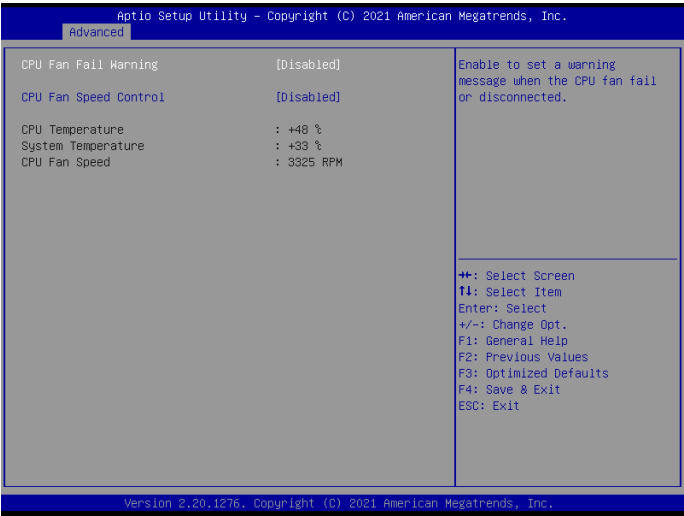 Aptio Setup Utility – Copyright (C) 2021 American Megatrends, Inc.
Advanced
CPU Fan Fail Warning [Disabled]
CPU Fan Speed Control [Disabled]
CPU Temperature : +48 %
System Temperature : +33 %
CPU Fan Speed : 3325 RPM
Enable to set a warning
message when the CPU fan fail
or disconnected.
→←: Select Screen
↑↓: Select Item
Enter: Select
+/-: Change Opt.
F1: General Help
F2: Previous Values
F3: Optimized Defaults
F4: Save & Exit
ESC: Exit
Version 2.20.1276. Copyright (C) 2021 American Megatrends, Inc.